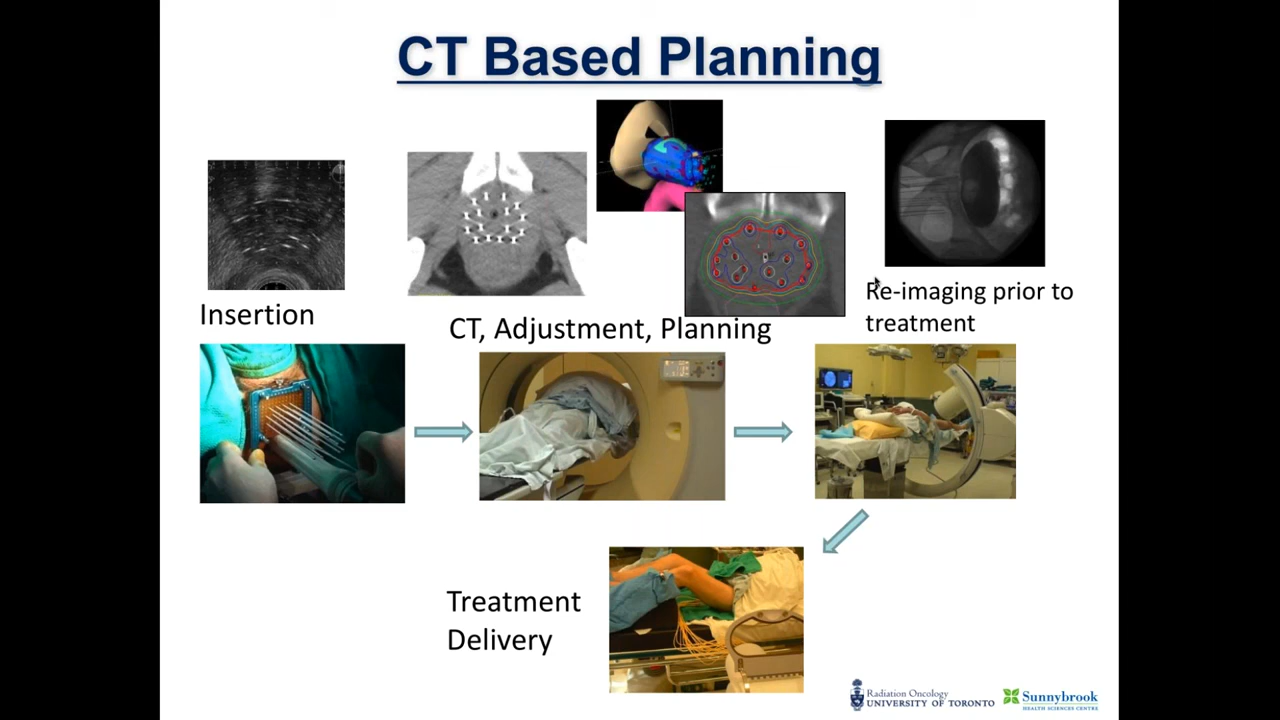 CT Based Planning
Insertion
CT, Adjustment, Planning
Re-imaging prior to
treatment
Treatment
Delivery
Radiation Oncology
UNIVERSITY OF TORONTO
Sunnybrook
HEALTH SCIENCES CENTRE